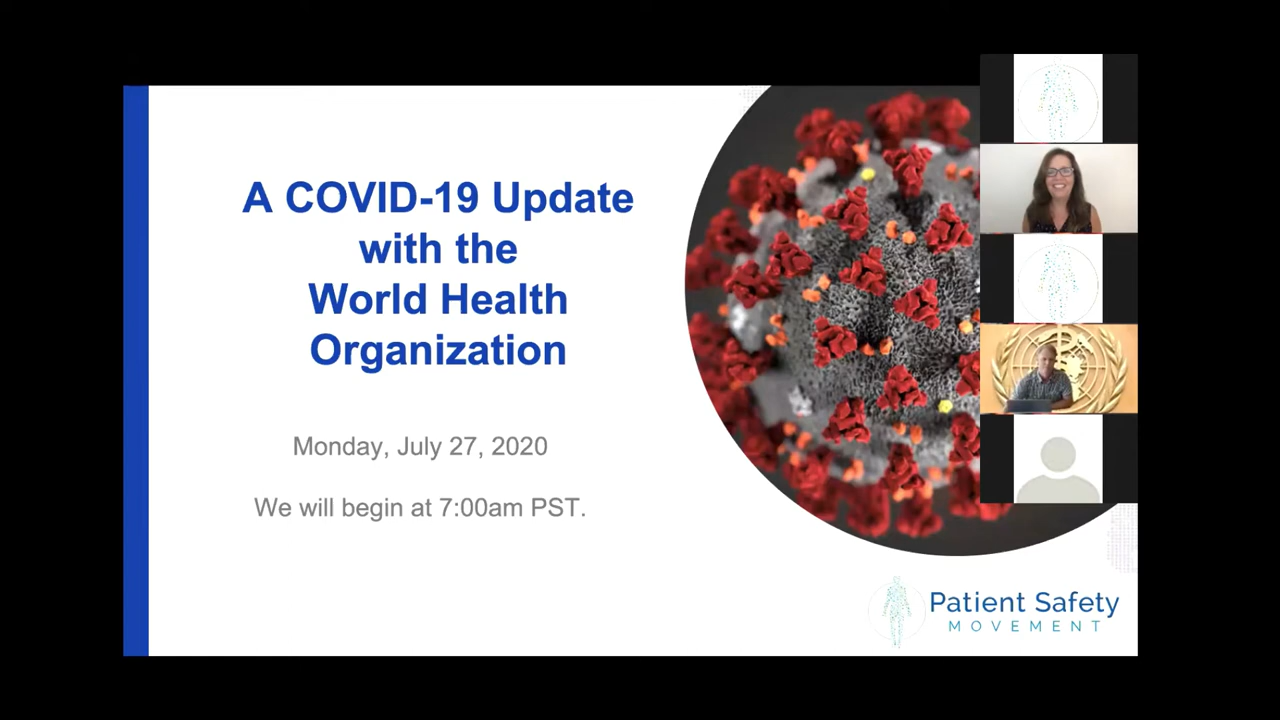 A COVID-19 Update
with the
World Health
Organization
Monday, July 27, 2020
We will begin at 7:00am PST.
Patient Safety
MOVEMENT